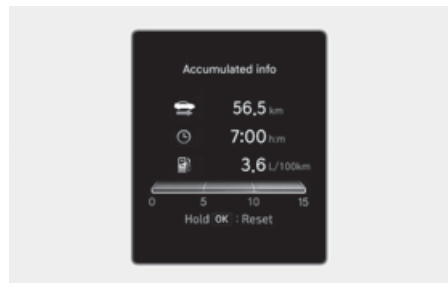 Accumulated info
56.5 km
7:00 h:m
3.6 L/100km
0 5 10 15
Hold OK : Reset